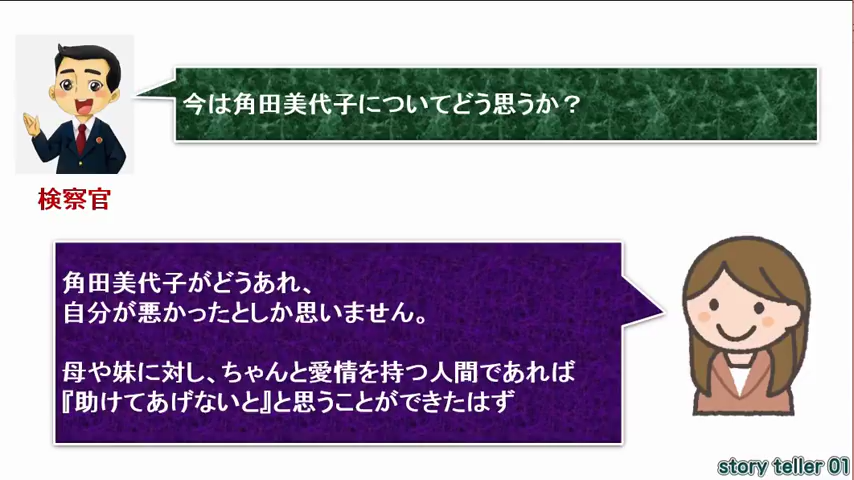 今は角田美代子についてどう思うか？
検察官
角田美代子がどうあれ、
自分が悪かったとしか思いません。
母や妹に対し、ちゃんと愛情を持つ人間であれば
『助けてあげないと』と思うことができたはず
story teller 01